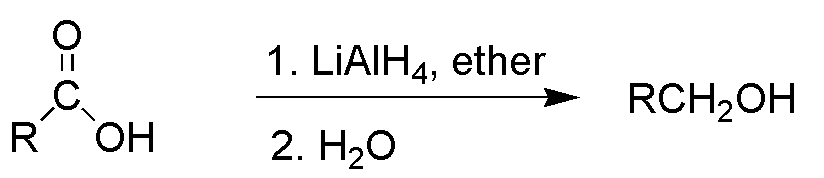 O
C
R OH
1. LiAlH₄, ether
2. H₂O
RCH₂OH